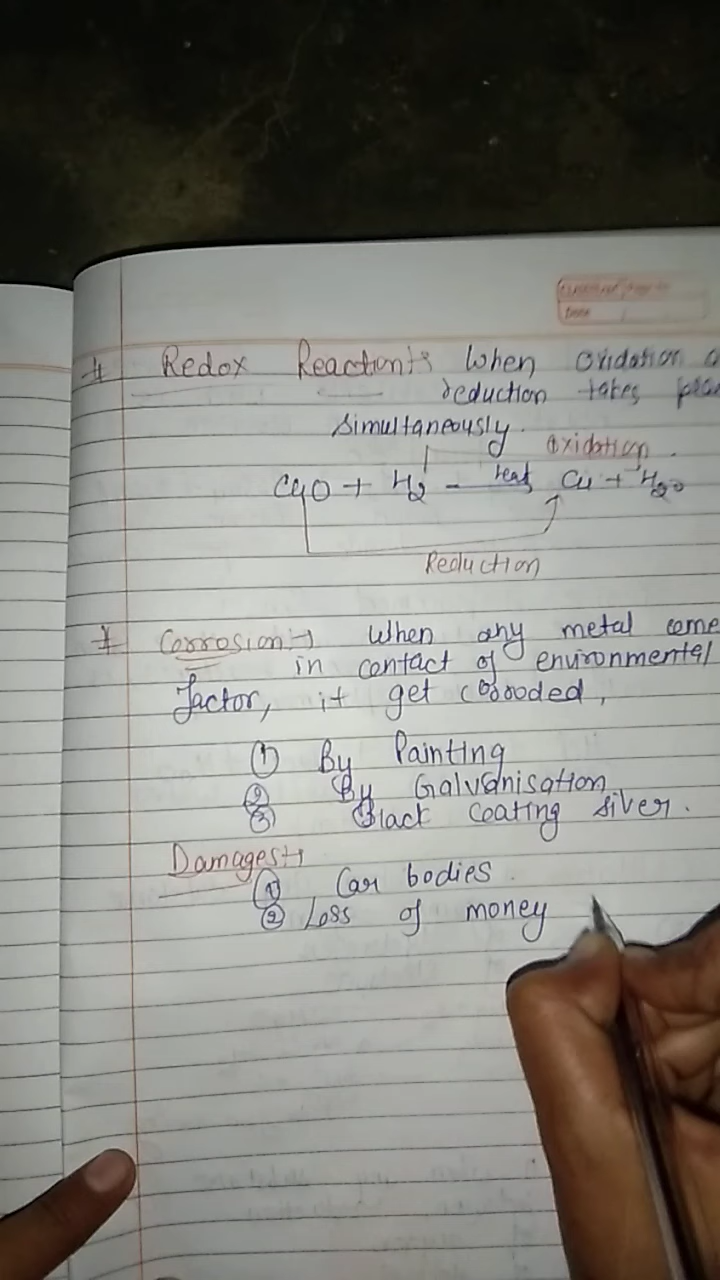 Redox Reaction:- When oxidation
reduction takes
simultaneously.
Oxidation.
CuO + H2 heat Cu + H2O
Reduction
Corrosion:→ When any metal come
in contact of environmental
factor, it get corroded,
① By Painting
② By Galvanisation
③ Black coating silver.
Damages:→
① Car bodies.
② Loss of money